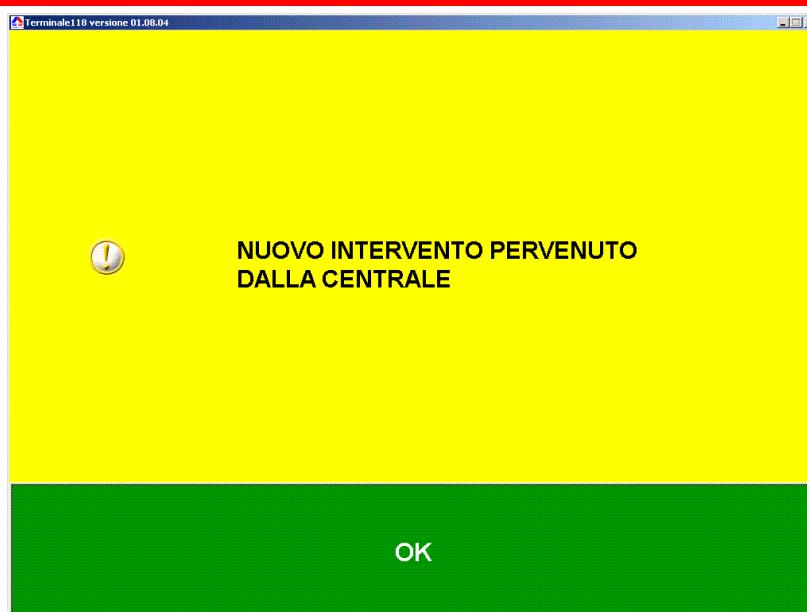 Terminale118 versione 01.08.04
NUOVO INTERVENTO PERVENUTO
DALLA CENTRALE
OK